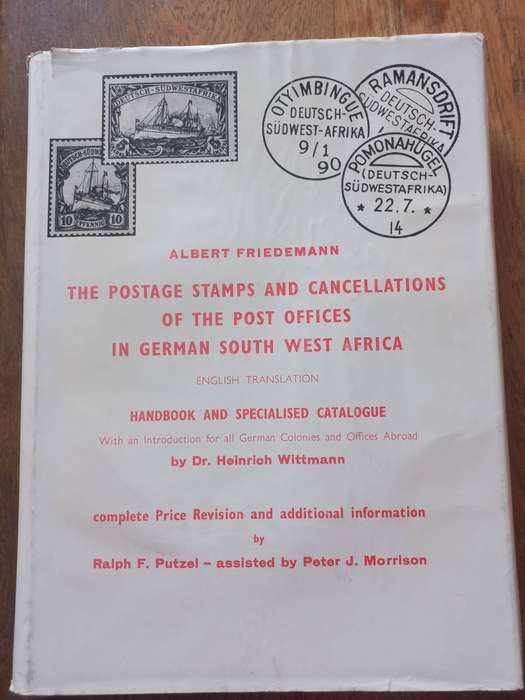 DEUTSCH-SÜDWESTAFRIKA
10
PFENNIG
OTYIMBINGUE
DEUTSCH-
SÜDWEST-AFRIKA
9/1
90
RAMANSDRIFT
DEUTSCH-
SÜDWESTAFRIKA
POMONAHÜGEL
(DEUTSCH-
SÜDWESTAFRIKA)
* 22.7. *
14
ALBERT FRIEDEMANN
THE POSTAGE STAMPS AND CANCELLATIONS
OF THE POST OFFICES
IN GERMAN SOUTH WEST AFRICA
ENGLISH TRANSLATION
HANDBOOK AND SPECIALISED CATALOGUE
With an Introduction for all German Colonies and Offices Abroad
by Dr. Heinrich Wittmann
complete Price Revision and additional information
by
Ralph F. Putzel – assisted by Peter J. Morrison